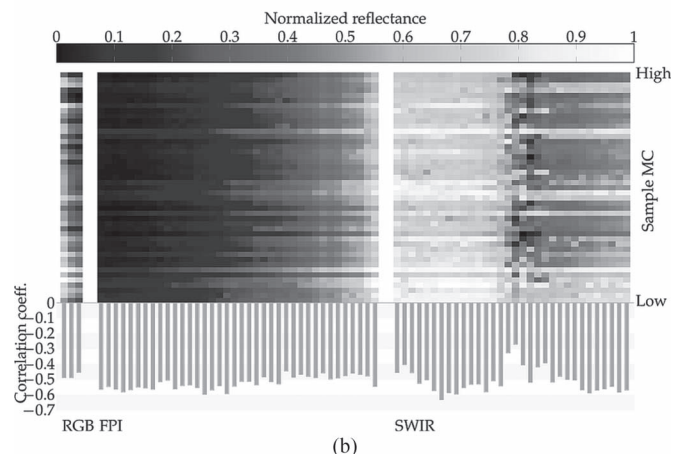 Normalized reflectance
0 0.1 0.2 0.3 0.4 0.5 0.6 0.7 0.8 0.9 1
High
Sample MC
Low
Correlation coeff.
0
−0.1
−0.2
−0.3
−0.4
−0.5
−0.6
−0.7
RGB FPI SWIR
(b)